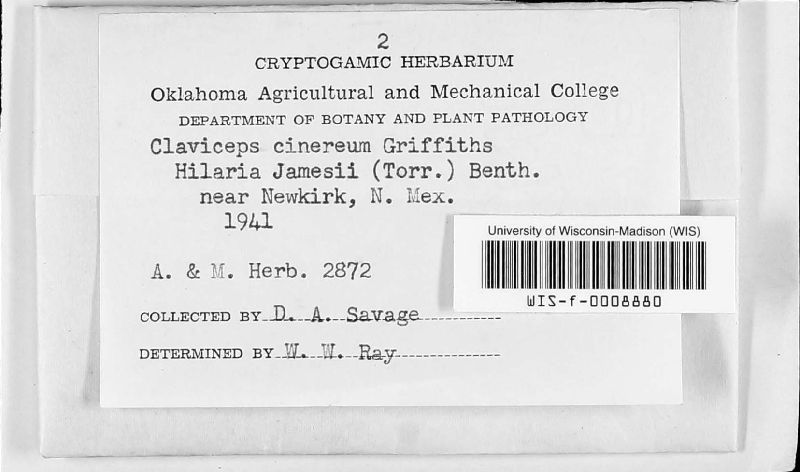 2
CRYPTOGAMIC HERBARIUM
Oklahoma Agricultural and Mechanical College
DEPARTMENT OF BOTANY AND PLANT PATHOLOGY
Claviceps cinereum Griffiths
Hilaria Jamesii (Torr.) Benth.
near Newkirk, N. Mex.
1941
University of Wisconsin-Madison (WIS)
WIS-f-0008880
A. & M. Herb. 2872
COLLECTED BY D. A. Savage
DETERMINED BY W. W. Ray